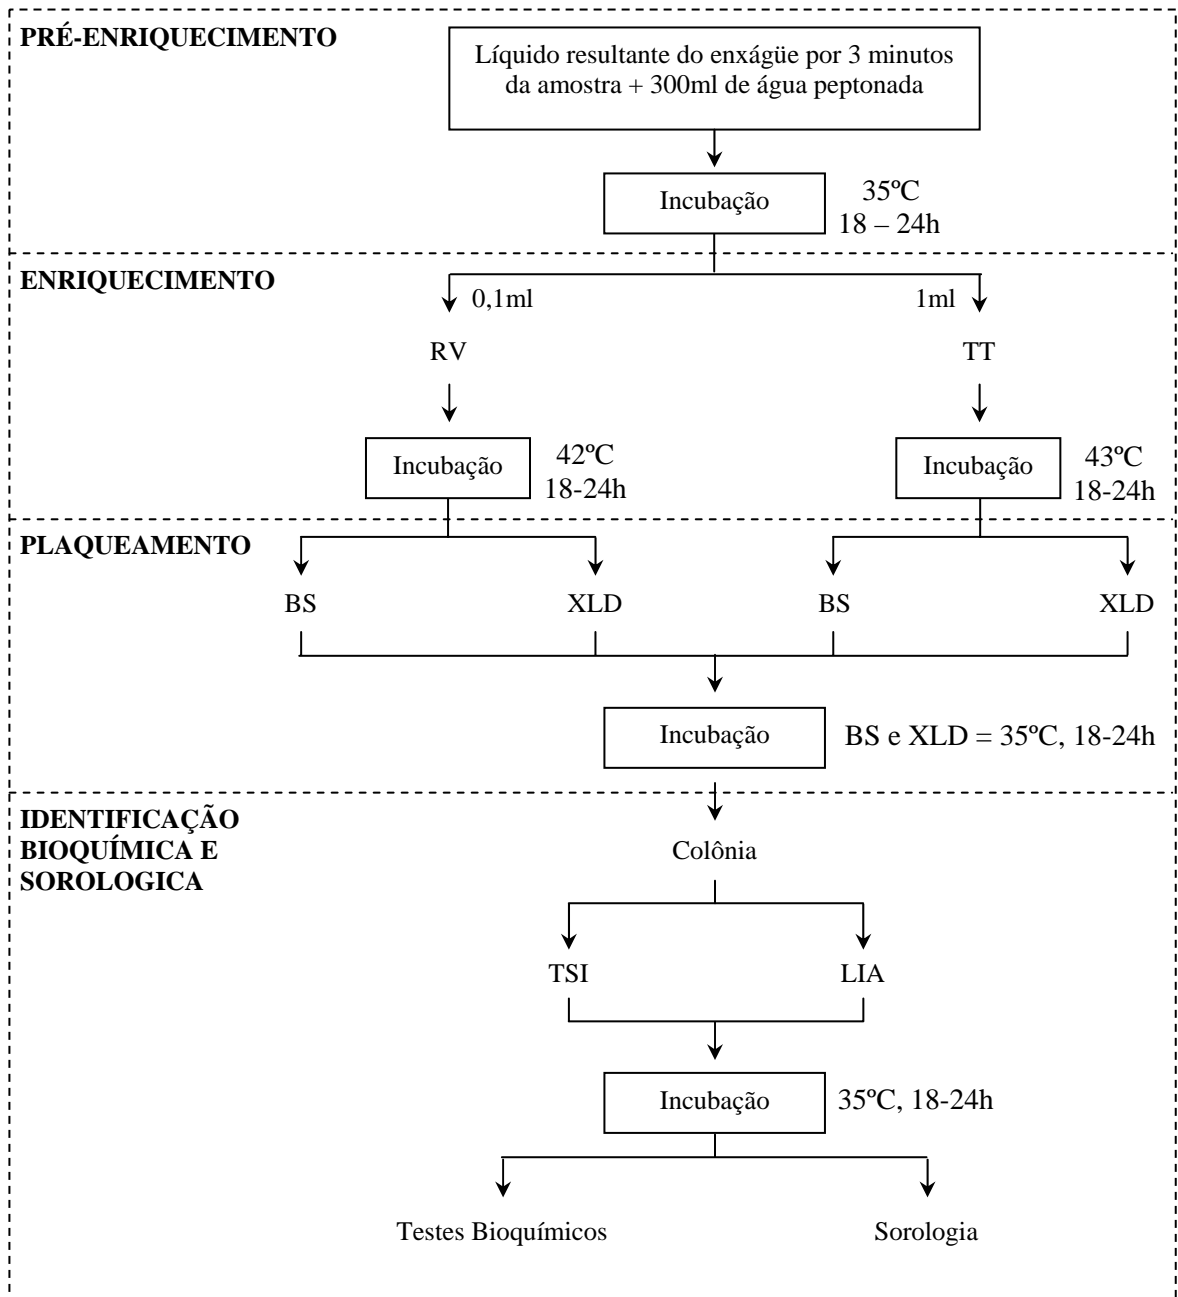 PRÉ-ENRIQUECIMENTO
Líquido resultante do enxágüe por 3 minutos
da amostra + 300ml de água peptonada
Incubação
35ºC
18 – 24h
ENRIQUECIMENTO
0,1ml
1ml
RV
TT
Incubação
42ºC
18-24h
Incubação
43ºC
18-24h
PLAQUEAMENTO
BS
XLD
BS
XLD
Incubação
BS e XLD = 35ºC, 18-24h
IDENTIFICAÇÃO
BIOQUÍMICA E
SOROLOGICA
Colônia
TSI
LIA
Incubação
35ºC, 18-24h
Testes Bioquímicos
Sorologia